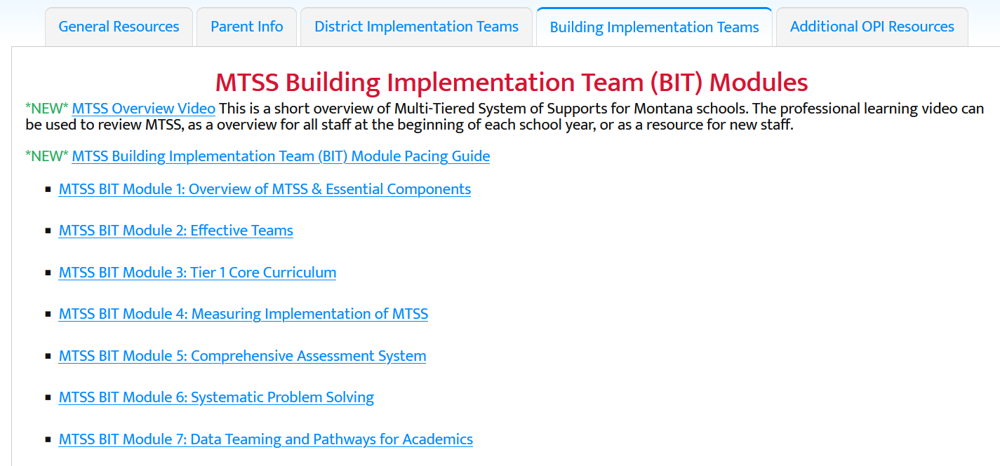 General Resources
Parent Info
District Implementation Teams
Building Implementation Teams
Additional OPI Resources
MTSS Building Implementation Team (BIT) Modules
*NEW* MTSS Overview Video This is a short overview of Multi-Tiered System of Supports for Montana schools. The professional learning video can
be used to review MTSS, as a overview for all staff at the beginning of each school year, or as a resource for new staff.
*NEW* MTSS Building Implementation Team (BIT) Module Pacing Guide
▪ MTSS BIT Module 1: Overview of MTSS & Essential Components
▪ MTSS BIT Module 2: Effective Teams
▪ MTSS BIT Module 3: Tier 1 Core Curriculum
▪ MTSS BIT Module 4: Measuring Implementation of MTSS
▪ MTSS BIT Module 5: Comprehensive Assessment System
▪ MTSS BIT Module 6: Systematic Problem Solving
▪ MTSS BIT Module 7: Data Teaming and Pathways for Academics